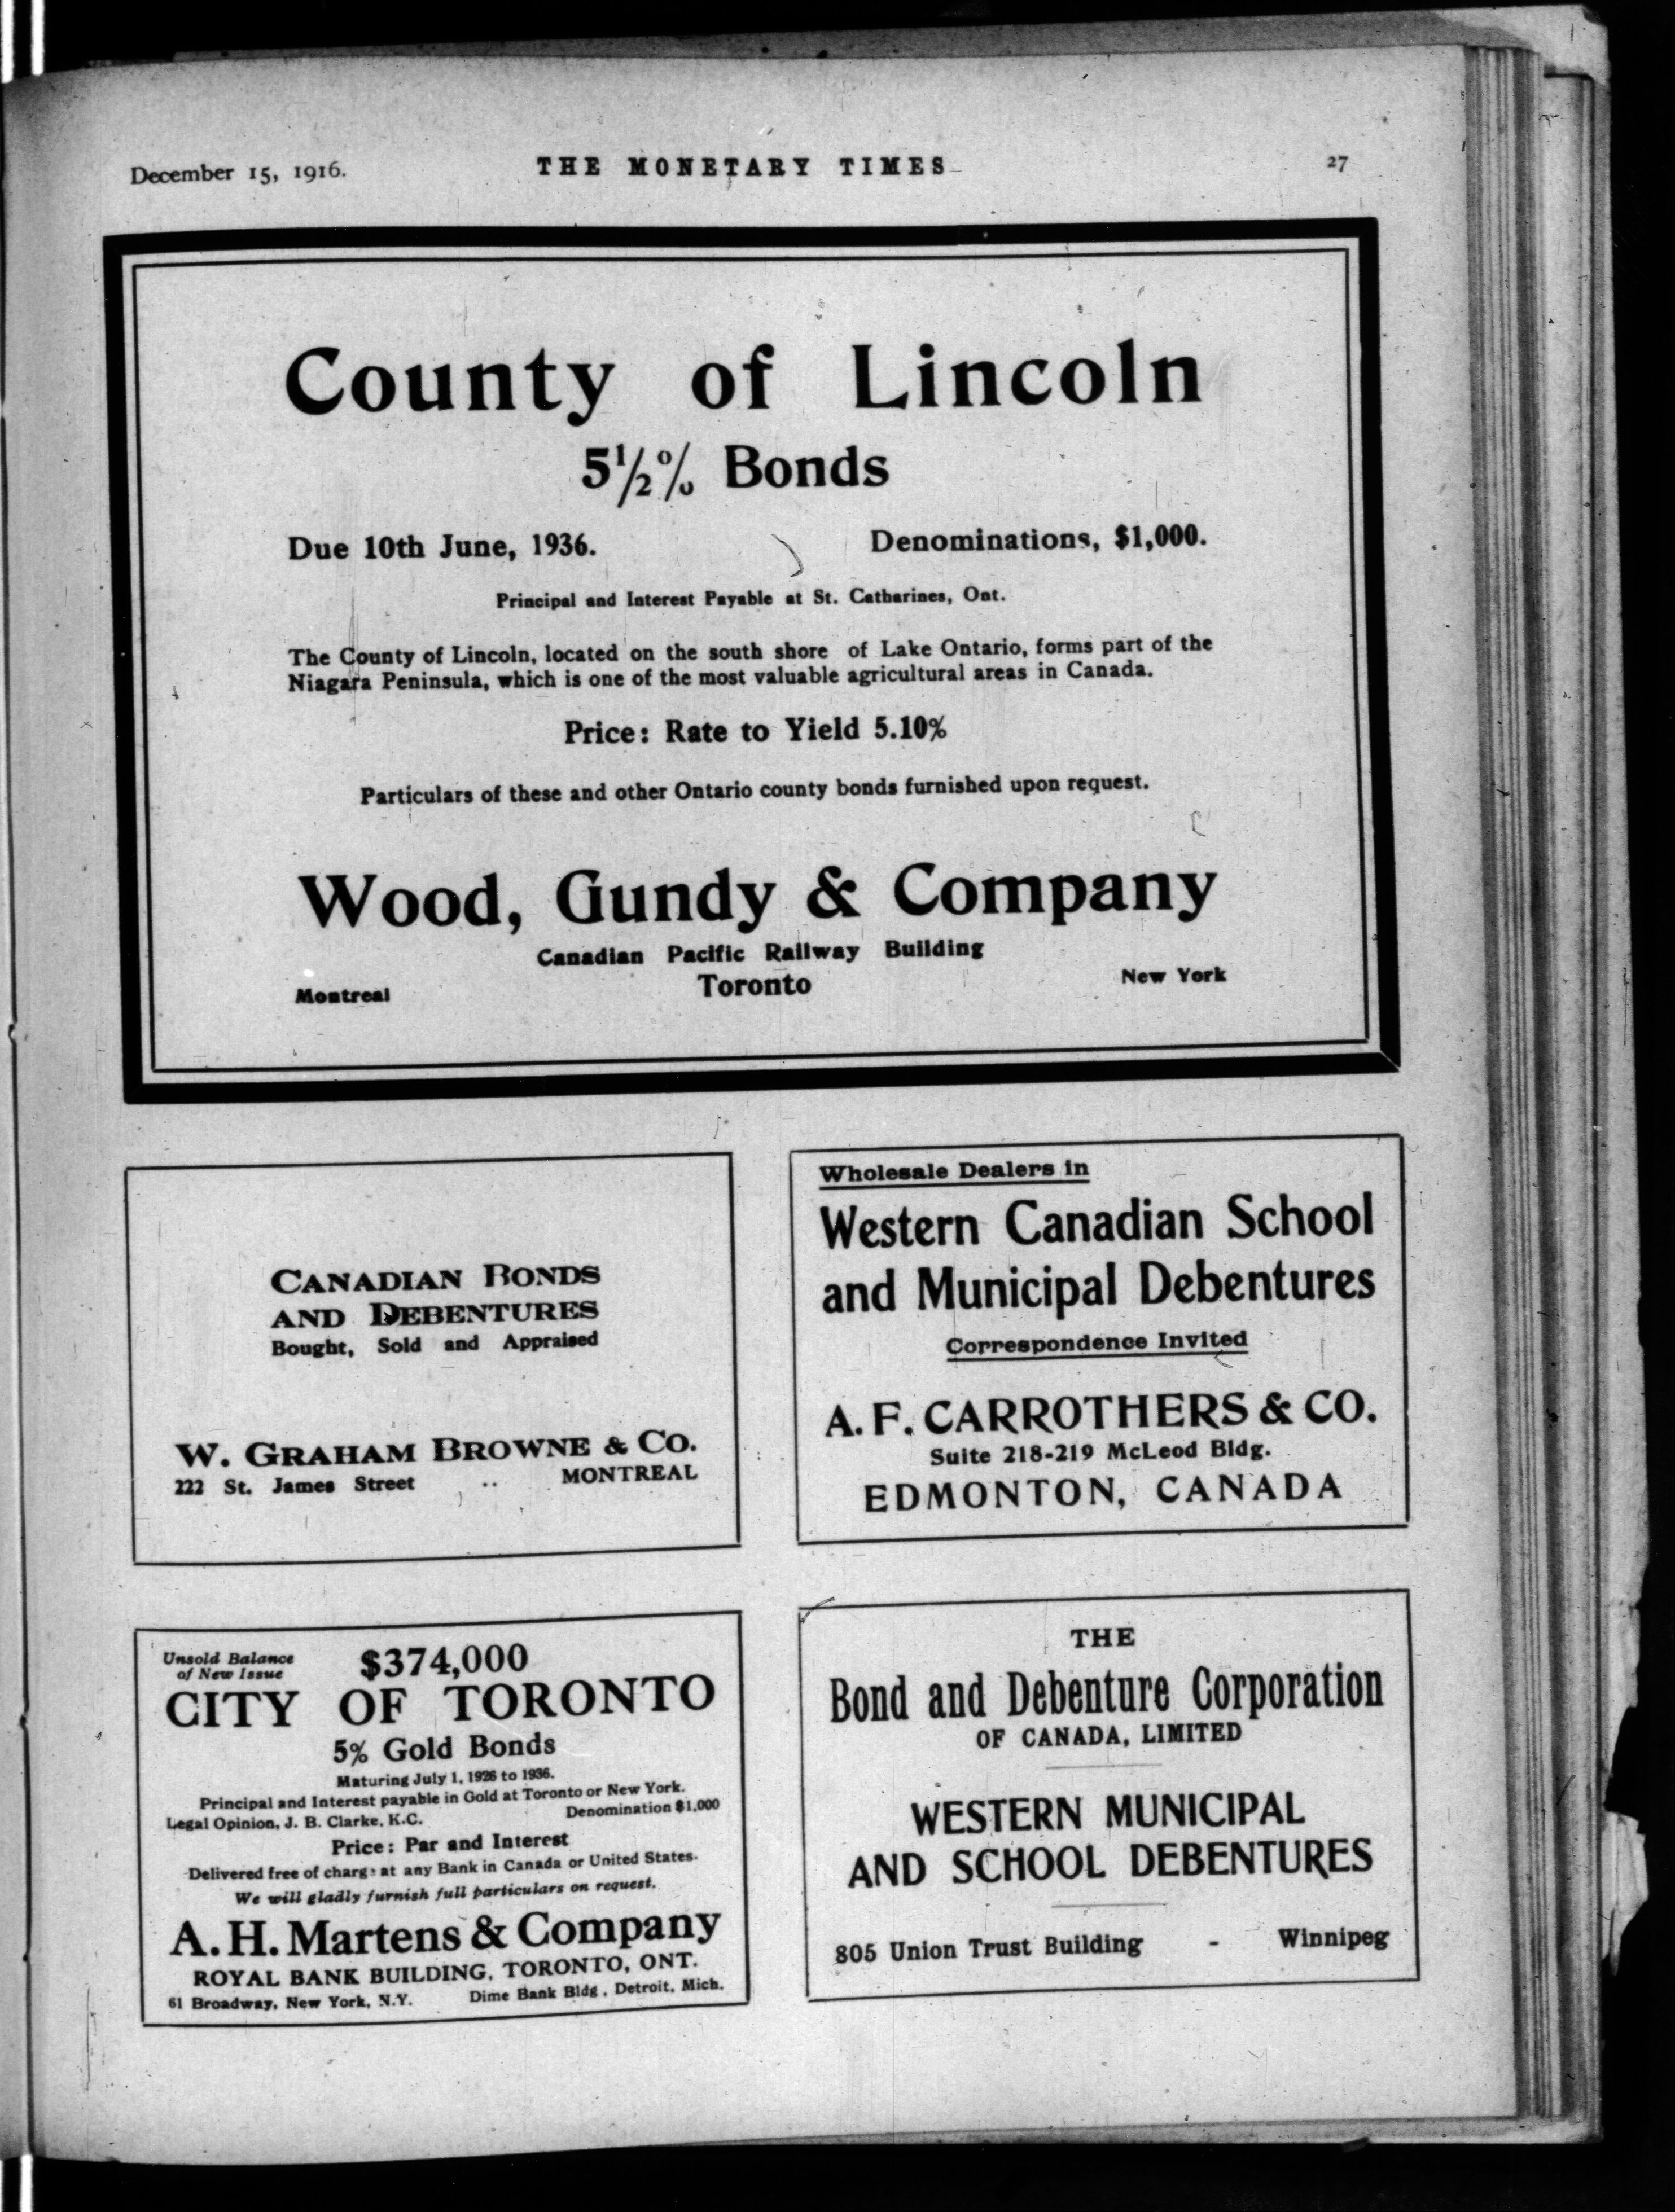 December 15, 1916.
THE MONETARY TIMES
27
County of Lincoln
5½% Bonds
Due 10th June, 1936.
Denominations, $1,000.
Principal and Interest Payable at St. Catharines, Ont.
The County of Lincoln, located on the south shore of Lake Ontario, forms part of the
Niagara Peninsula, which is one of the most valuable agricultural areas in Canada.
Price: Rate to Yield 5.10%
Particulars of these and other Ontario county bonds furnished upon request.
Wood, Gundy & Company
Canadian Pacific Railway Building
Montreal
Toronto
New York
CANADIAN BONDS
AND DEBENTURES
Bought, Sold and Appraised
W. GRAHAM BROWNE & CO.
222 St. James Street .. MONTREAL
Wholesale Dealers in
Western Canadian School
and Municipal Debentures
Correspondence Invited
A. F. CARROTHERS & CO.
Suite 218-219 McLeod Bldg.
EDMONTON, CANADA
Unsold Balance
of New Issue
$374,000
CITY OF TORONTO
5% Gold Bonds
Maturing July 1, 1926 to 1936.
Principal and Interest payable in Gold at Toronto or New York.
Legal Opinion, J. B. Clarke, K.C.
Denomination $1,000
Price: Par and Interest
Delivered free of charge at any Bank in Canada or United States.
We will gladly furnish full particulars on request.
A. H. Martens & Company
ROYAL BANK BUILDING, TORONTO, ONT.
61 Broadway, New York, N.Y.
Dime Bank Bldg., Detroit, Mich.
THE
Bond and Debenture Corporation
OF CANADA, LIMITED
WESTERN MUNICIPAL
AND SCHOOL DEBENTURES
805 Union Trust Building - Winnipeg